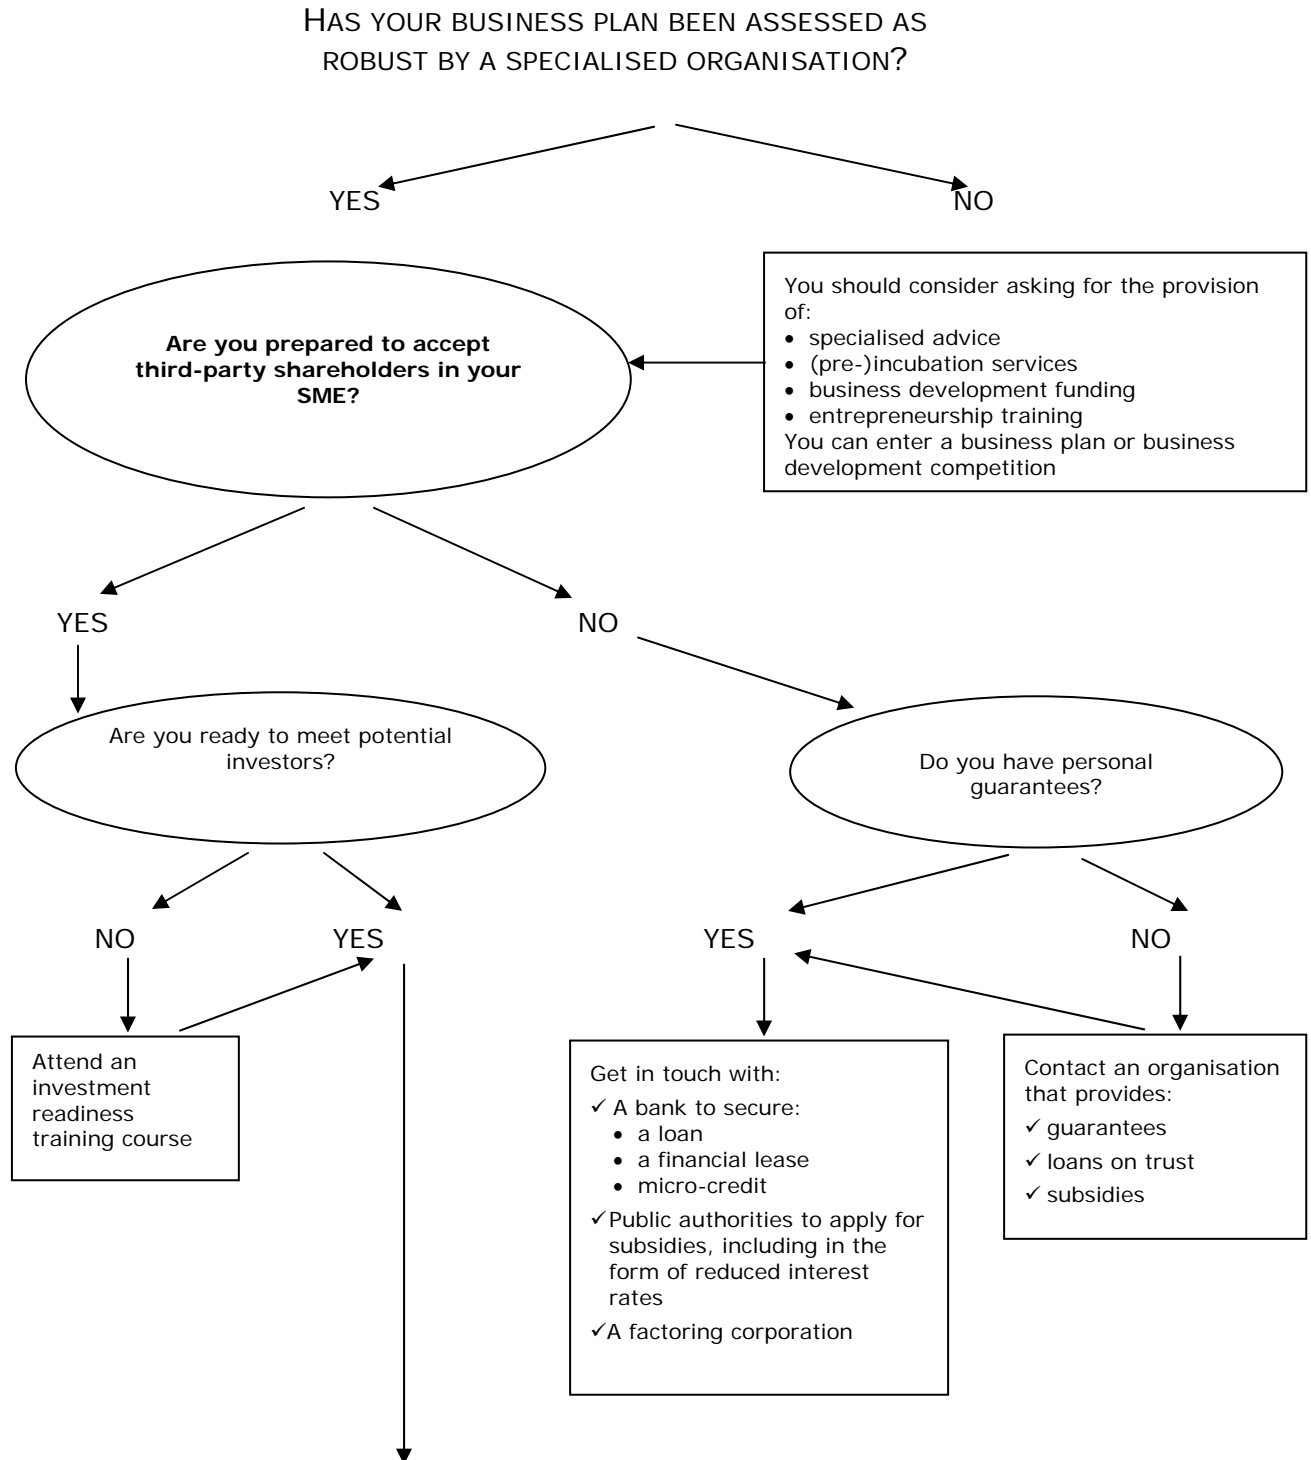 HAS YOUR BUSINESS PLAN BEEN ASSESSED AS
ROBUST BY A SPECIALISED ORGANISATION?
YES
NO
Are you prepared to accept
third-party shareholders in your
SME?
You should consider asking for the provision
of:
• specialised advice
• (pre-)incubation services
• business development funding
• entrepreneurship training
You can enter a business plan or business
development competition
YES
NO
Are you ready to meet potential
investors?
Do you have personal
guarantees?
NO
YES
YES
NO
Attend an
investment
readiness
training course
Get in touch with:
✓ A bank to secure:
• a loan
• a financial lease
• micro-credit
✓Public authorities to apply for
subsidies, including in the
form of reduced interest
rates
✓A factoring corporation
Contact an organisation
that provides:
✓ guarantees
✓ loans on trust
✓ subsidies